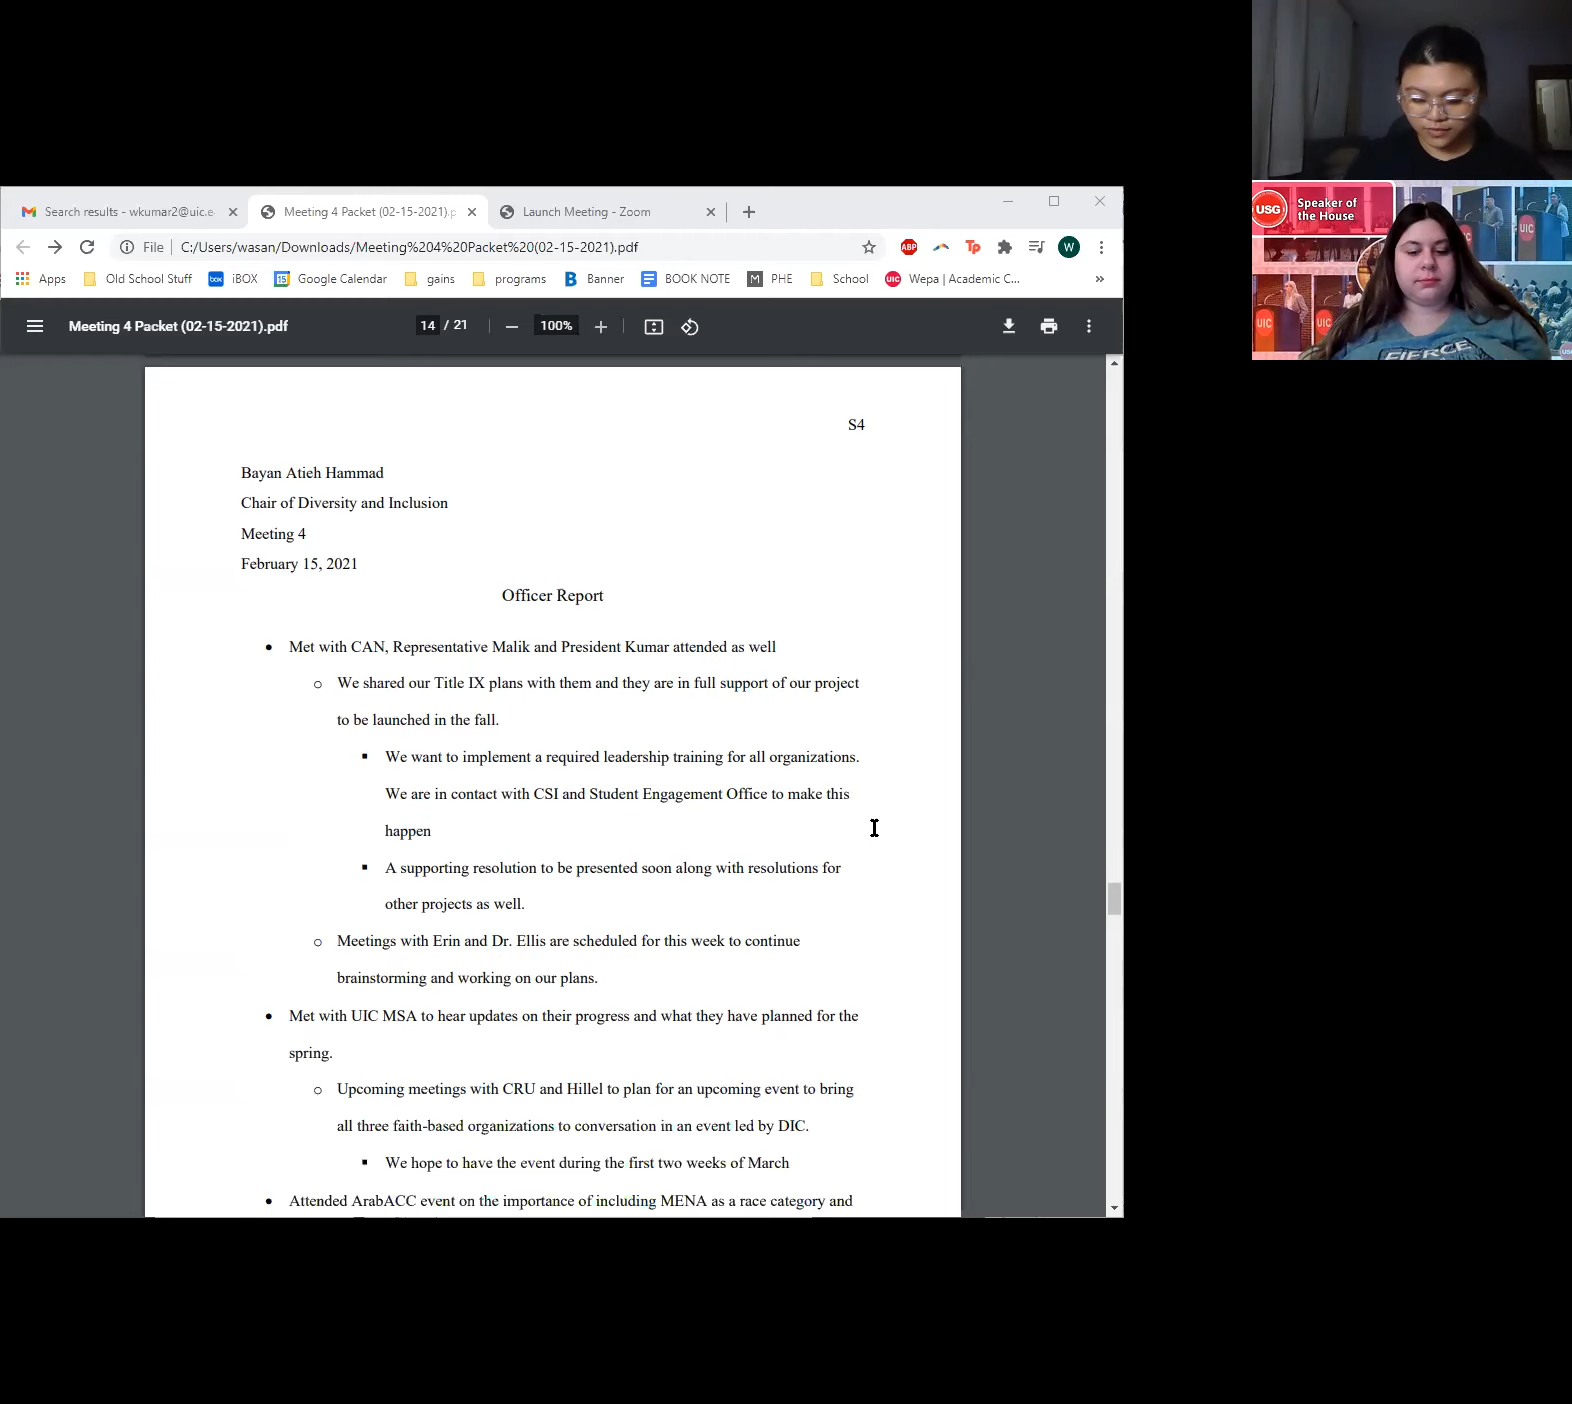 Search results - wkumar2@uic.e
Meeting 4 Packet (02-15-2021).p
Launch Meeting - Zoom
File
C:/Users/wasan/Downloads/Meeting%204%20Packet%20(02-15-2021).pdf
ABP
Tp
W
Apps
Old School Stuff
box
iBOX
15
Google Calendar
gains
programs
B
Banner
BOOK NOTE
M
PHE
School
UIC
Wepa | Academic C...
»
Meeting 4 Packet (02-15-2021).pdf
14 / 21
100%
USG
Speaker of
the House
UIC
UIC
UIC
FIERCE
S4
Bayan Atieh Hammad
Chair of Diversity and Inclusion
Meeting 4
February 15, 2021
Officer Report
• Met with CAN, Representative Malik and President Kumar attended as well
o We shared our Title IX plans with them and they are in full support of our project
to be launched in the fall.
▪ We want to implement a required leadership training for all organizations.
We are in contact with CSI and Student Engagement Office to make this
happen
▪ A supporting resolution to be presented soon along with resolutions for
other projects as well.
o Meetings with Erin and Dr. Ellis are scheduled for this week to continue
brainstorming and working on our plans.
• Met with UIC MSA to hear updates on their progress and what they have planned for the
spring.
o Upcoming meetings with CRU and Hillel to plan for an upcoming event to bring
all three faith-based organizations to conversation in an event led by DIC.
▪ We hope to have the event during the first two weeks of March
• Attended ArabACC event on the importance of including MENA as a race category and